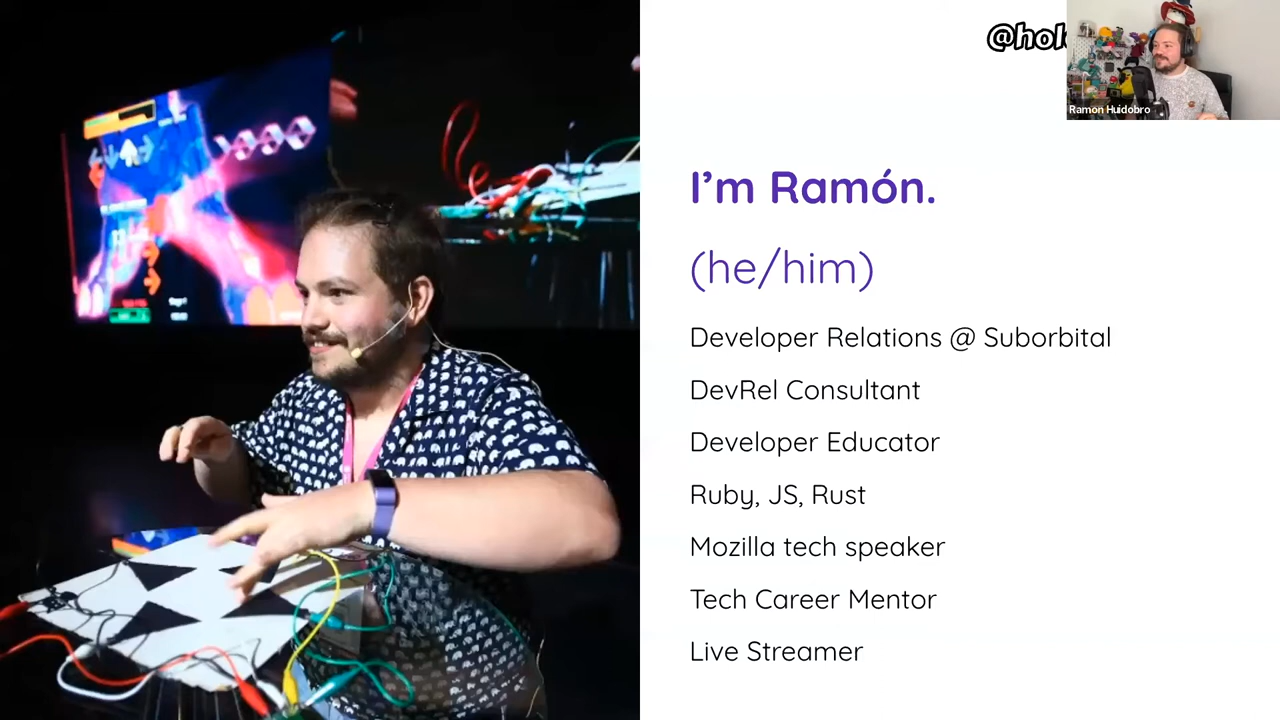 @hol
Ramon Huidobro
I'm Ramón.
(he/him)
Developer Relations @ Suborbital
DevRel Consultant
Developer Educator
Ruby, JS, Rust
Mozilla tech speaker
Tech Career Mentor
Live Streamer